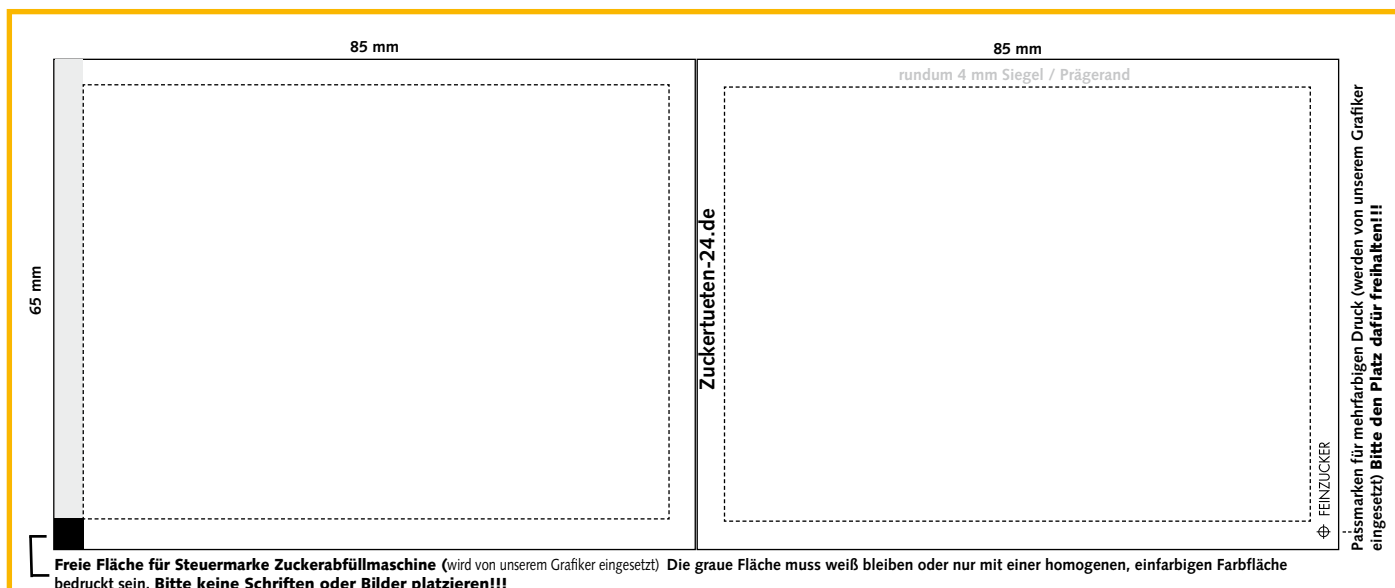 85 mm
85 mm
rundum 4 mm Siegel / Prägerand
65 mm
Zuckertueten-24.de
FEINZUCKER
Passmarken für mehrfarbigen Druck (werden von unserem Grafiker
eingesetzt) Bitte den Platz dafür freihalten!!!
Freie Fläche für Steuermarke Zuckerabfüllmaschine (wird von unserem Grafiker eingesetzt) Die graue Fläche muss weiß bleiben oder nur mit einer homogenen, einfarbigen Farbfläche
bedruckt sein. Bitte keine Schriften oder Bilder platzieren!!!